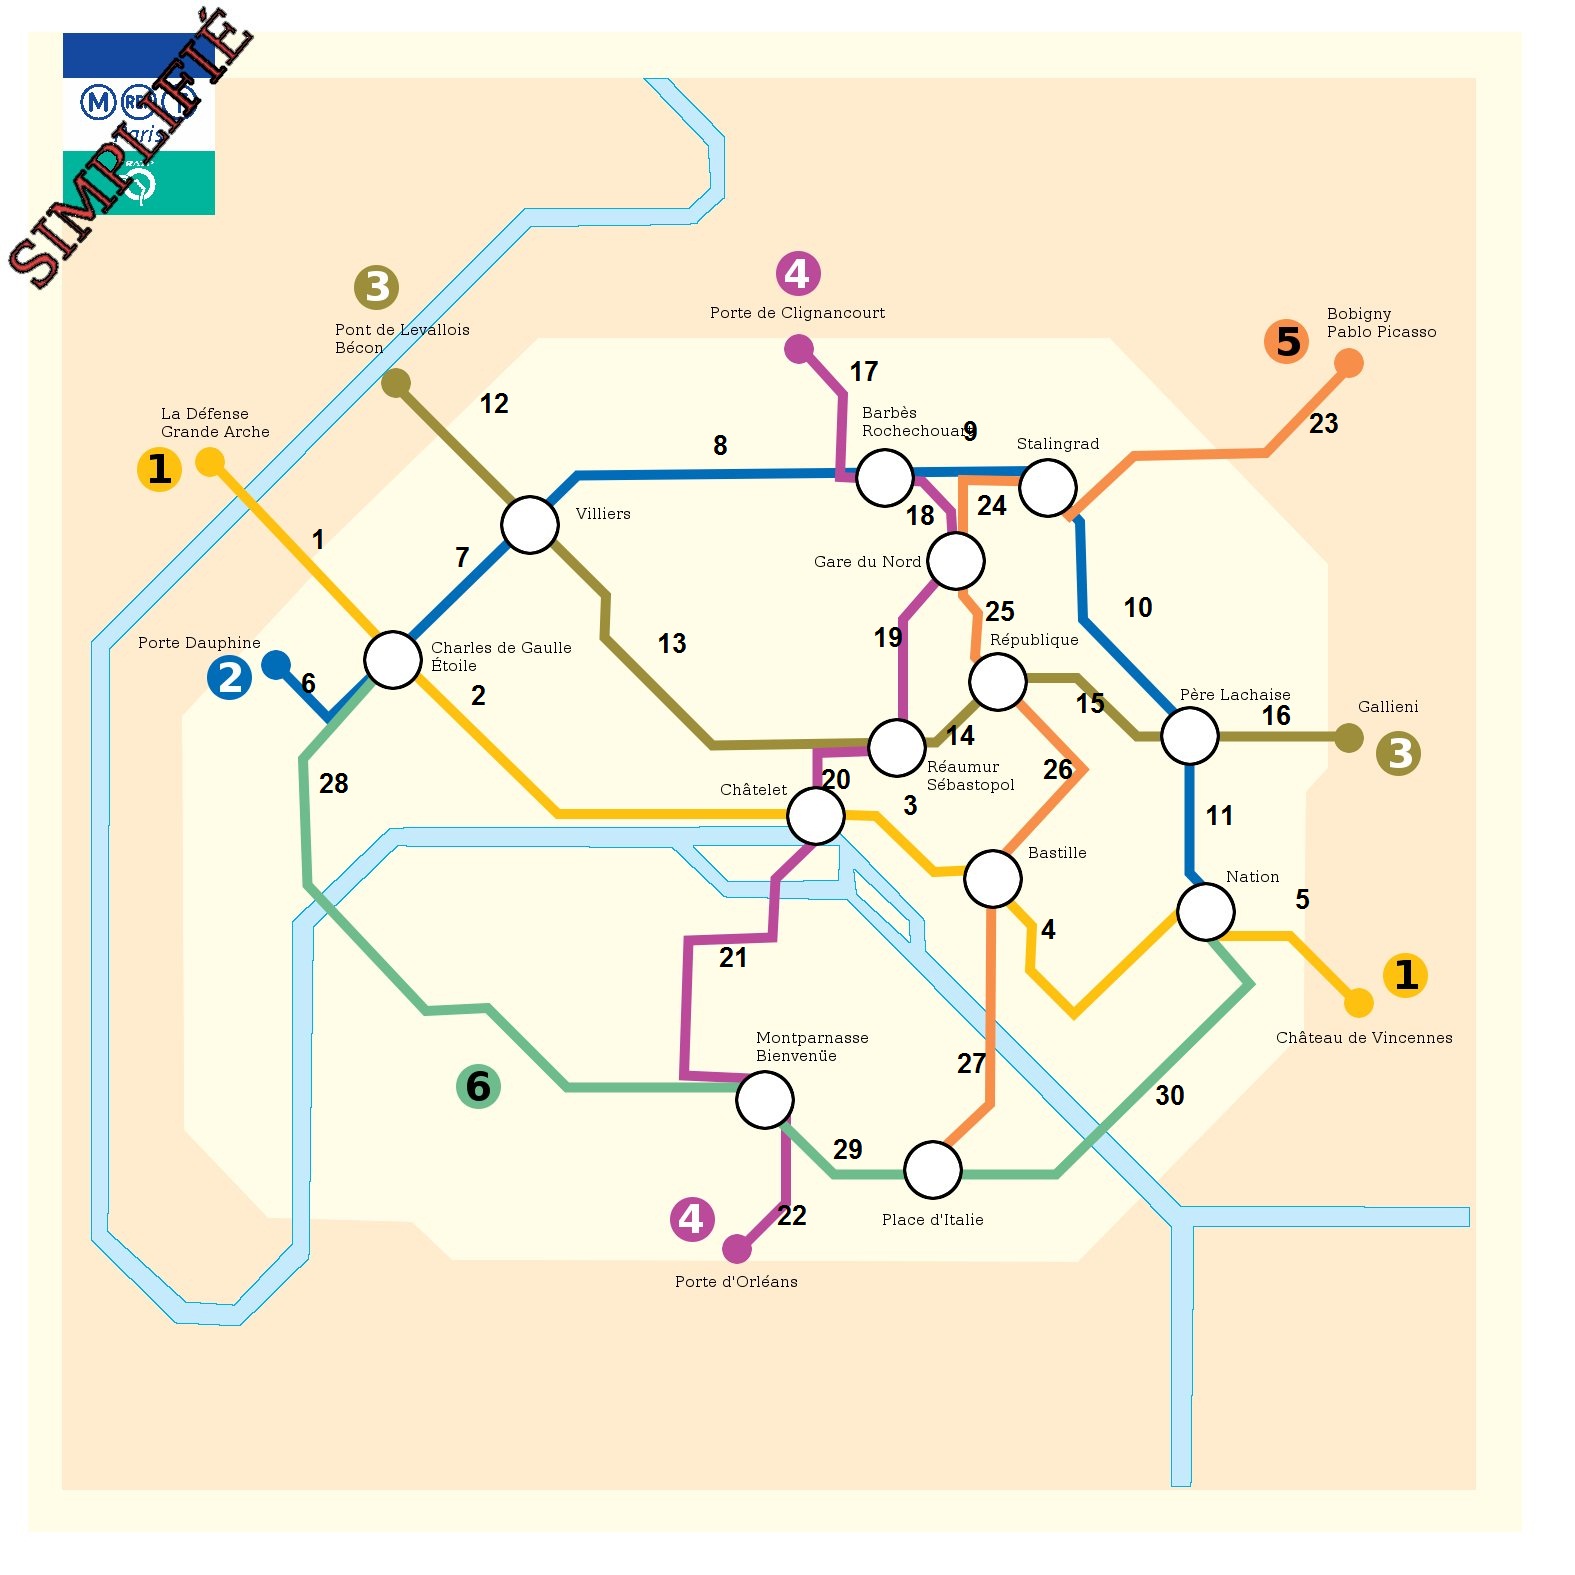 SIMPLIFIÉ
M RER T
Paris
RATP
4
3
Porte de Clignancourt
Bobigny
Pablo Picasso
5
Pont de Levallois
Bécon
17
12
23
La Défense
Grande Arche
1
Barbès
Rochechouart
9
Stalingrad
8
24
18
Villiers
1
7
Gare du Nord
10
25
République
19
13
Porte Dauphine
2
6
Charles de Gaulle
Étoile
2
Père Lachaise
16
Gallieni
15
14
3
Réaumur
Sébastopol
26
28
20
Châtelet
3
11
Bastille
Nation
5
4
21
1
Château de Vincennes
Montparnasse
Bienvenüe
27
6
30
29
4
22
Place d'Italie
Porte d'Orléans